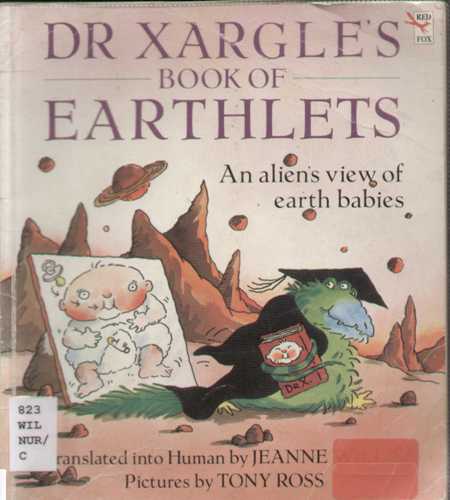 DR XARGLE'S
RED
FOX
BOOK OF
EARTHLETS
An alien's view of
earth babies
DR X.
823
WIL
NUR/
C
Translated into Human by JEANNE
Pictures by TONY ROSS